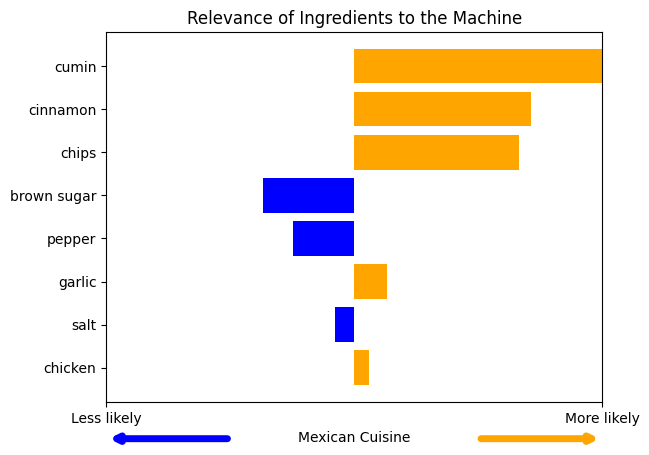 Relevance of Ingredients to the Machine
cumin
cinnamon
chips
brown sugar
pepper
garlic
salt
chicken
Less likely
More likely
Mexican Cuisine